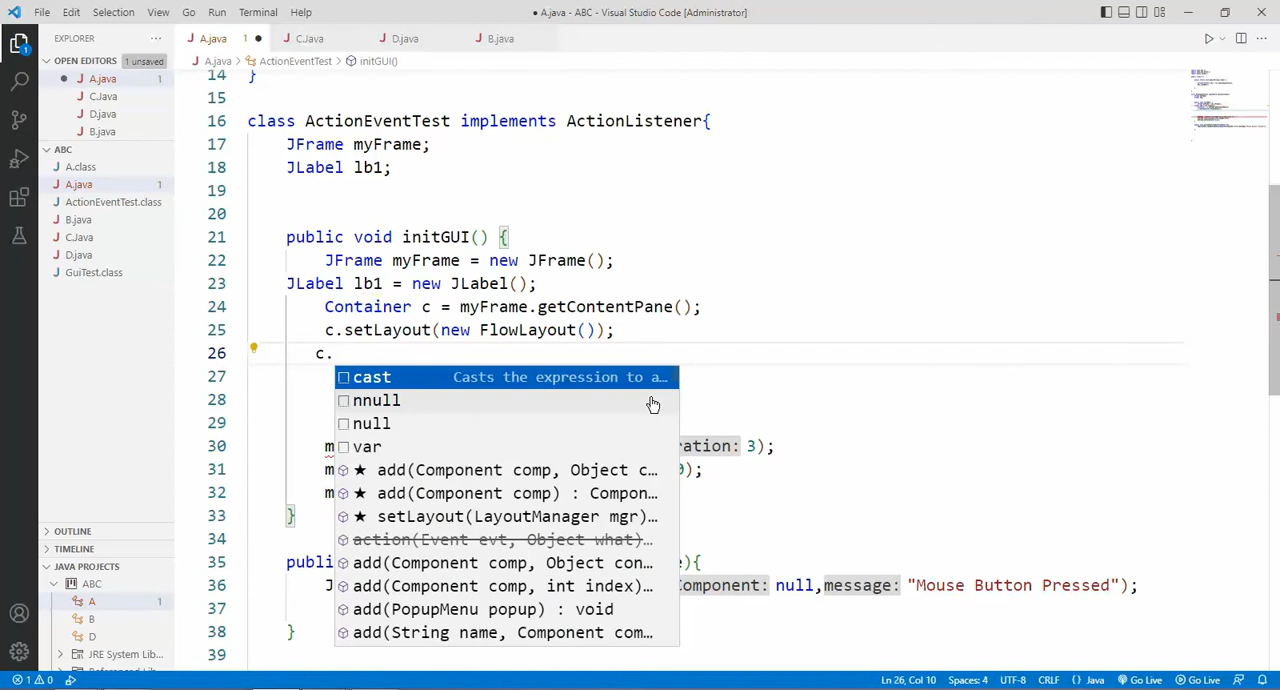 File Edit Selection View Go Run Terminal Help
● A.java - ABC - Visual Studio Code [Administrator]
EXPLORER ...
OPEN EDITORS 1 unsaved
● A.java 1
C.Java
D.java
B.java
ABC
A.class
A.java 1
ActionEventTest.class
B.java
C.Java
D.java
GuiTest.class
OUTLINE
TIMELINE
JAVA PROJECTS
ABC
A 1
B
D
JRE System Lib...
A.java 1 ● C.Java D.java B.java
A.java > ActionEventTest > initGUI()
14 }
15
16 class ActionEventTest implements ActionListener{
17 JFrame myFrame;
18 JLabel lb1;
19
20
21 public void initGUI() {
22 JFrame myFrame = new JFrame();
23 JLabel lb1 = new JLabel();
24 Container c = myFrame.getContentPane();
25 c.setLayout(new FlowLayout());
26 c.
27
28
29
30 m ration: 3);
31 m 0);
32 m
33 }
34
35 publi e){
36 J Component: null,message: "Mouse Button Pressed");
37
38 }
39
cast Casts the expression to a...
nnull
null
var
★ add(Component comp, Object c...
★ add(Component comp) : Compon...
★ setLayout(LayoutManager mgr)...
action(Event evt, Object what)...
add(Component comp, Object con...
add(Component comp, int index)...
add(PopupMenu popup) : void
add(String name, Component com...
1 0 Ln 26, Col 10 Spaces: 4 UTF-8 CRLF {} Java Go Live Go Live